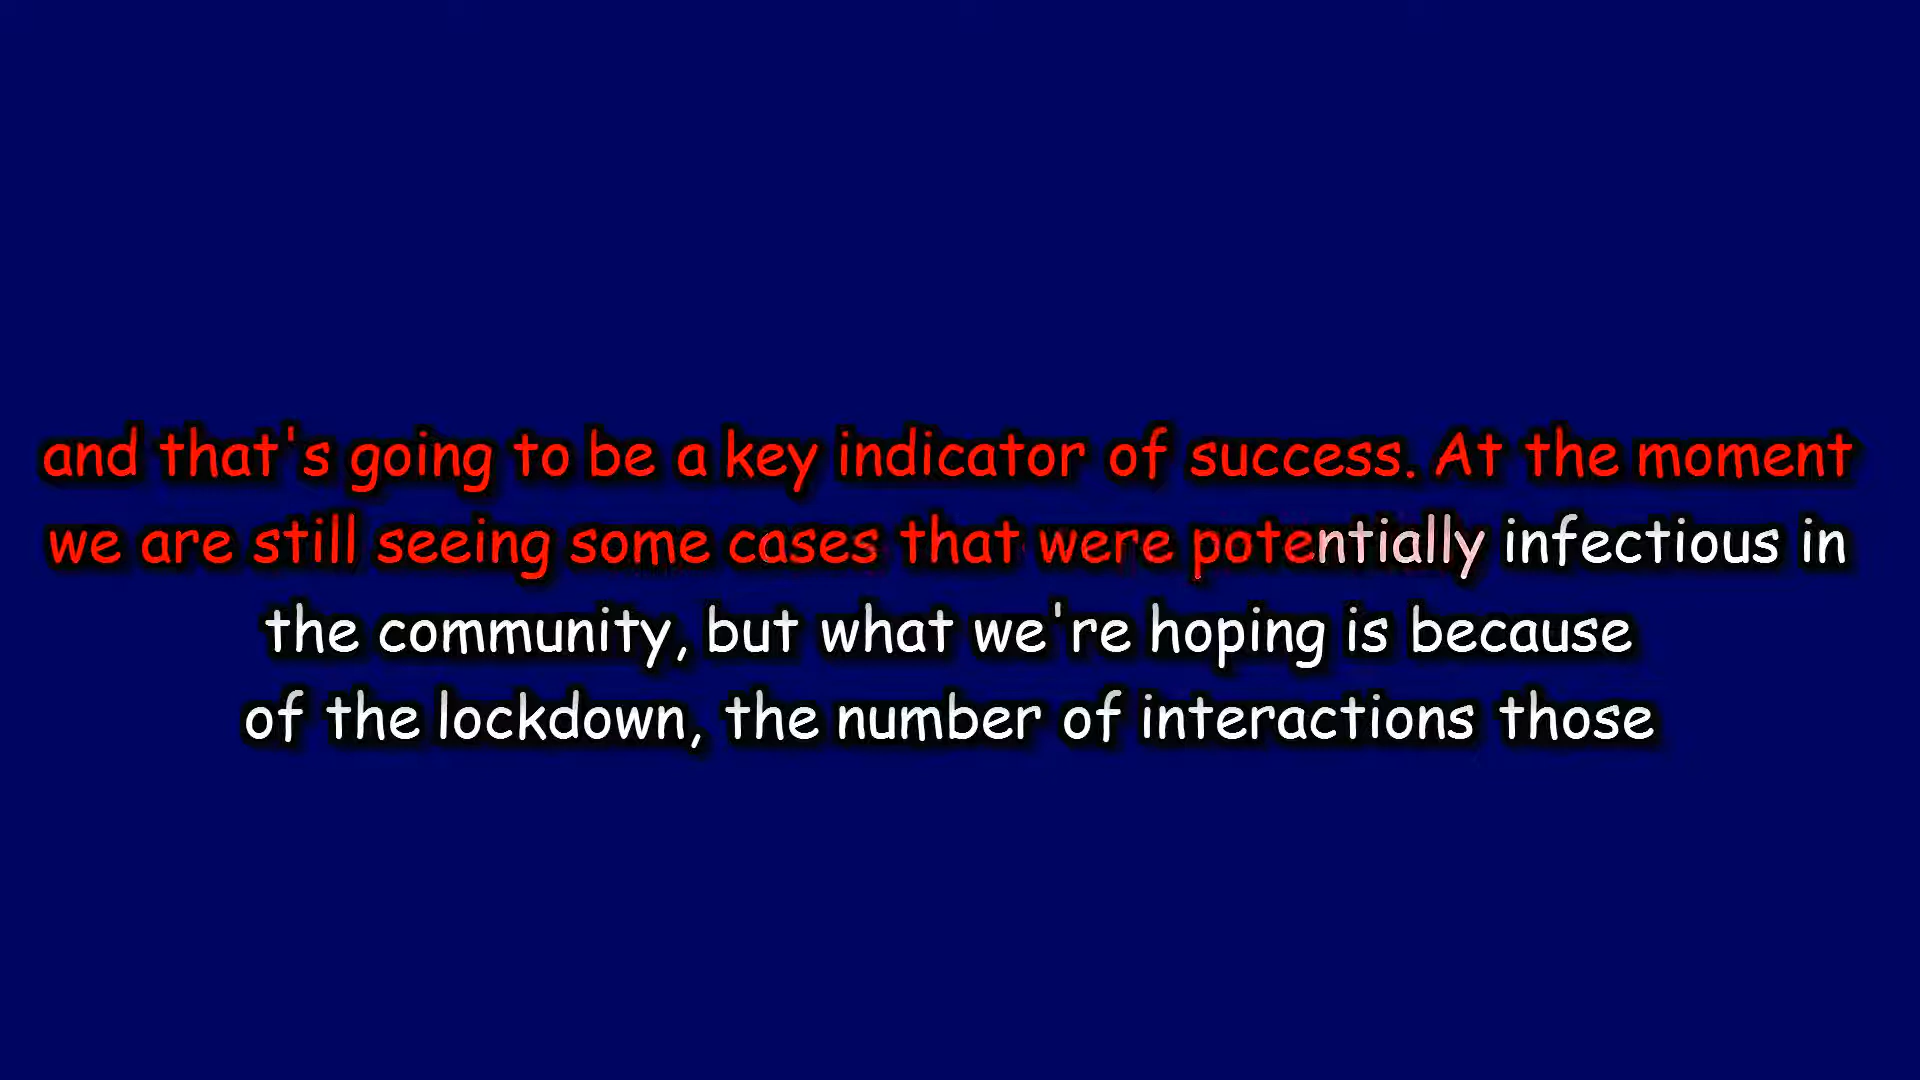 and that's going to be a key indicator of success. At the moment
we are still seeing some cases that were potentially infectious in
the community, but what we're hoping is because
of the lockdown, the number of interactions those